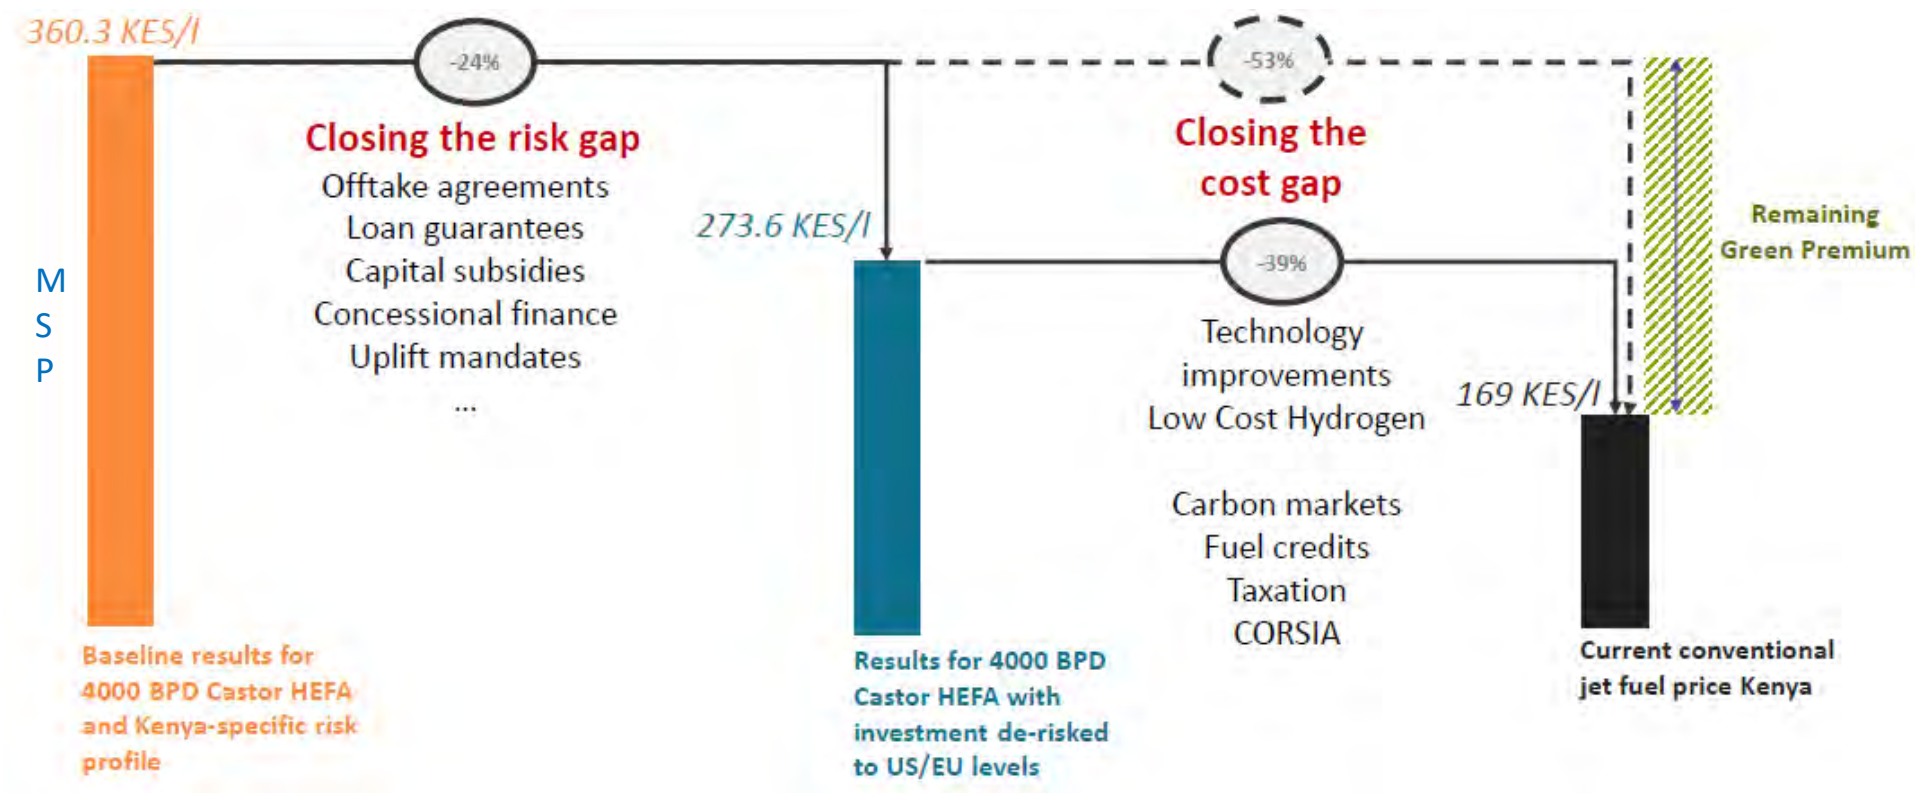 360.3 KES/l
-24%
-53%
Closing the risk gap
Offtake agreements
Loan guarantees
Capital subsidies
Concessional finance
Uplift mandates
...
Closing the
cost gap
273.6 KES/l
-39%
Technology
improvements
Low Cost Hydrogen
Carbon markets
Fuel credits
Taxation
CORSIA
169 KES/l
Remaining
Green Premium
M
S
P
Baseline results for
4000 BPD Castor HEFA
and Kenya-specific risk
profile
Results for 4000 BPD
Castor HEFA with
investment de-risked
to US/EU levels
Current conventional
jet fuel price Kenya